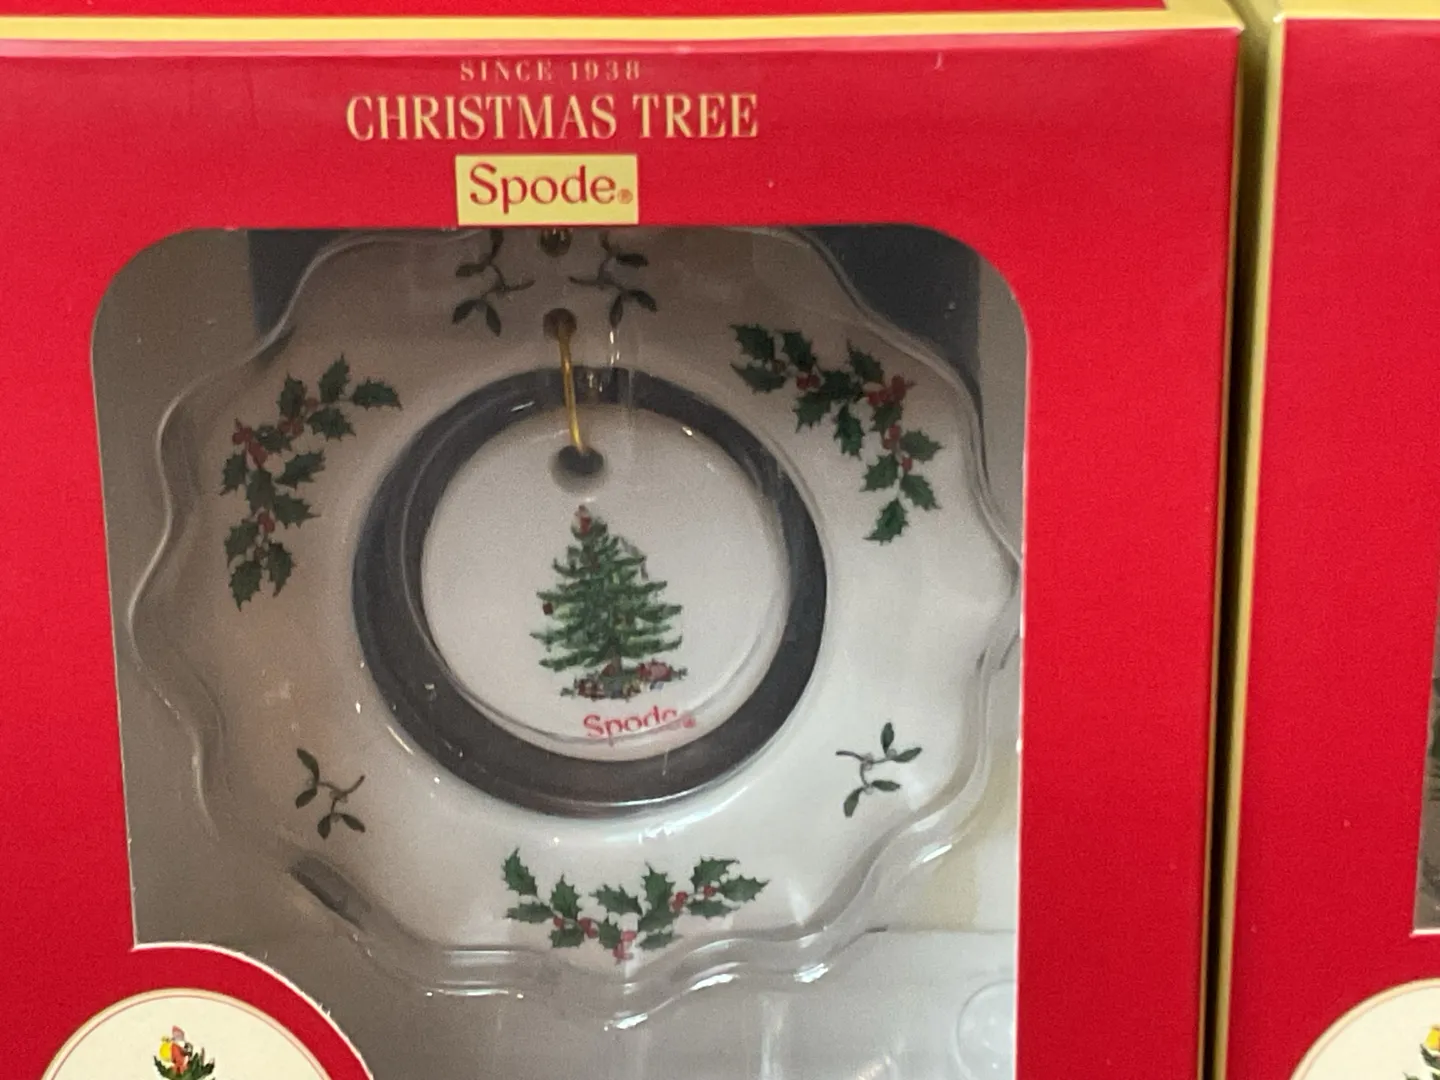 SINCE 1938
CHRISTMAS TREE
Spode®
Spode®